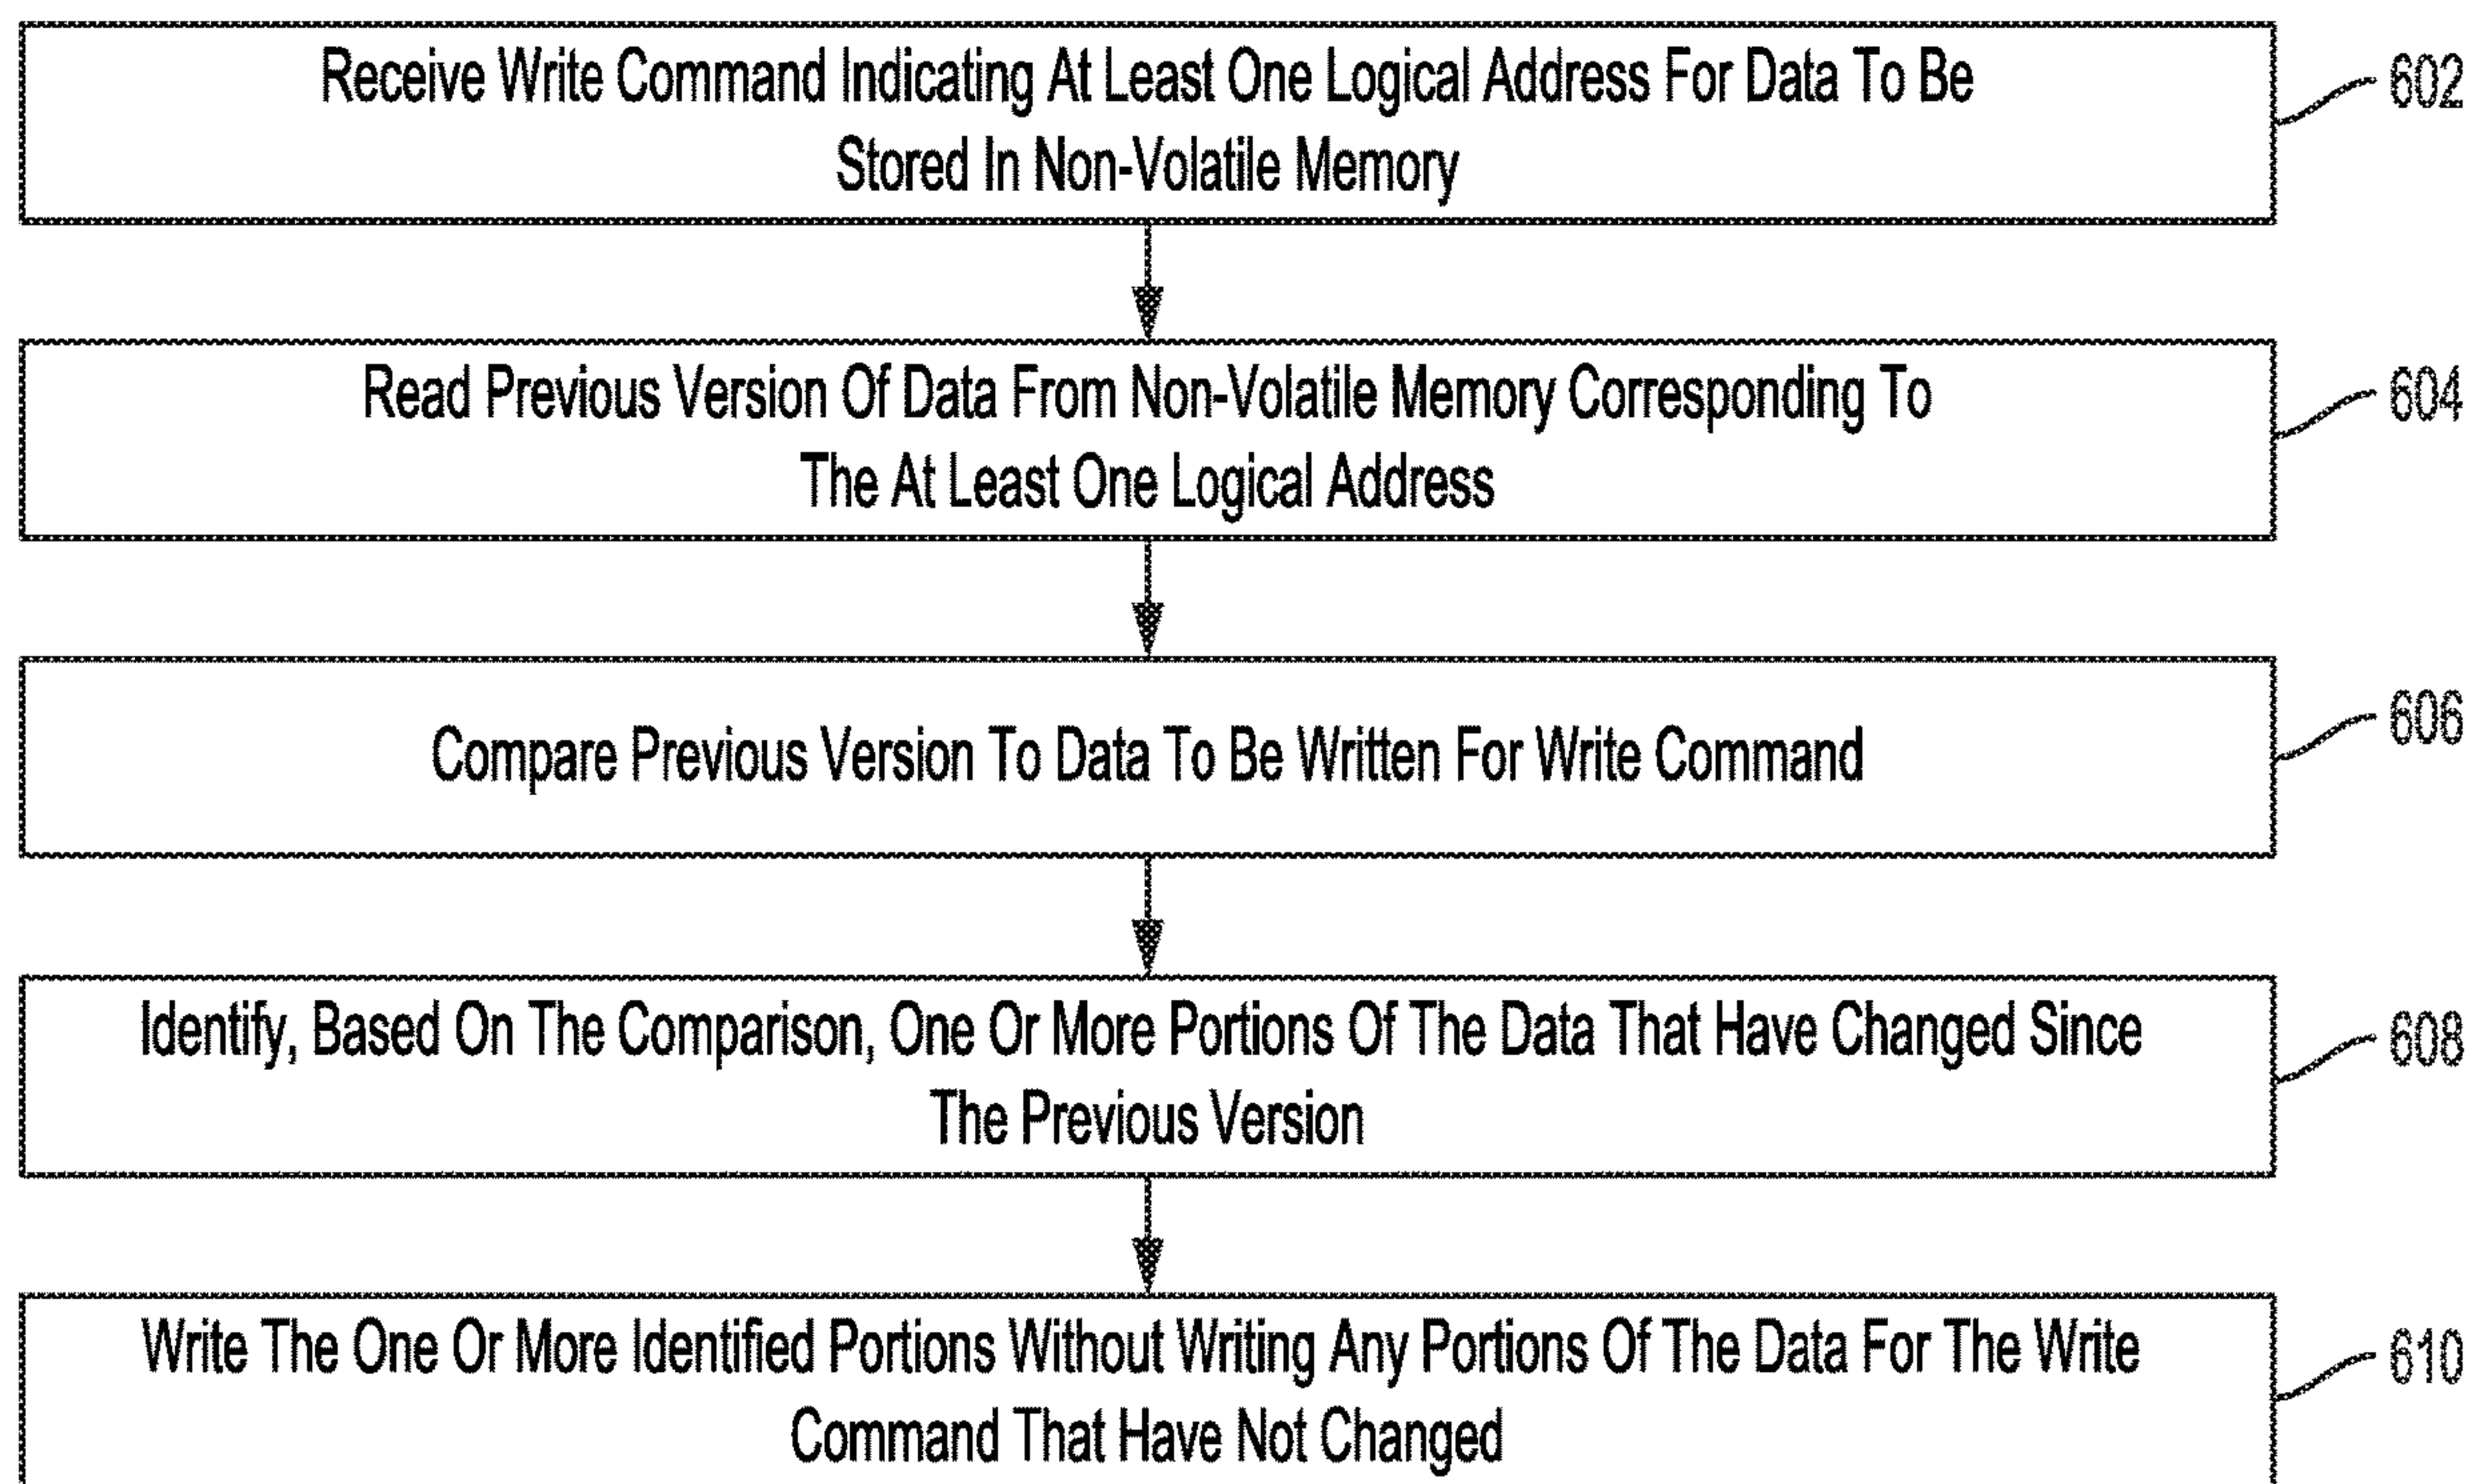 Receive Write Command Indicating At Least One Logical Address For Data To Be
Stored In Non-Volatile Memory
602
Read Previous Version Of Data From Non-Volatile Memory Corresponding To
The At Least One Logical Address
604
Compare Previous Version To Data To Be Written For Write Command
606
Identify, Based On The Comparison, One Or More Portions Of The Data That Have Changed Since
The Previous Version
608
Write The One Or More Identified Portions Without Writing Any Portions Of The Data For The Write
Command That Have Not Changed
610